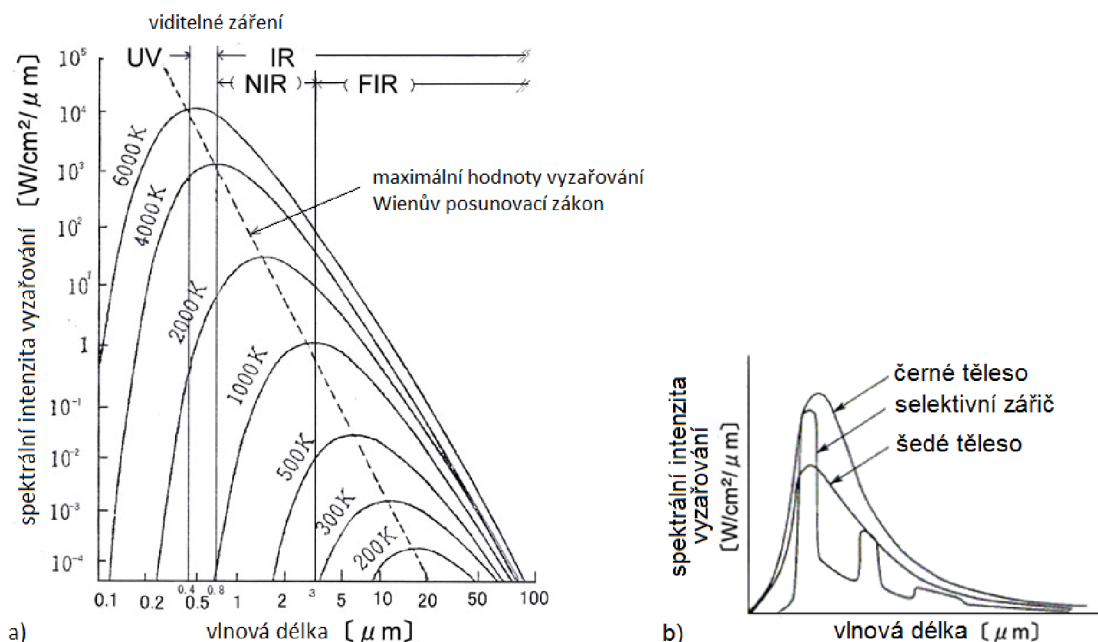 viditelné záření
UV
IR
NIR
FIR
spektrální intenzita vyzařování [W/cm²/μm]
10⁵
10⁴
10³
10²
10¹
1
10⁻¹
10⁻²
10⁻³
10⁻⁴
6000K
4000K
2000K
1000K
500K
300K
200K
maximální hodnoty vyzařování
Wienův posunovací zákon
0.1 0.2 0.4 0.5 0.8 1 2 3 5 10 20 50 100
a) vlnová délka [μm]
spektrální intenzita
vyzařování
[W/cm²/μm]
černé těleso
selektivní zářič
šedé těleso
b) vlnová délka [μm]